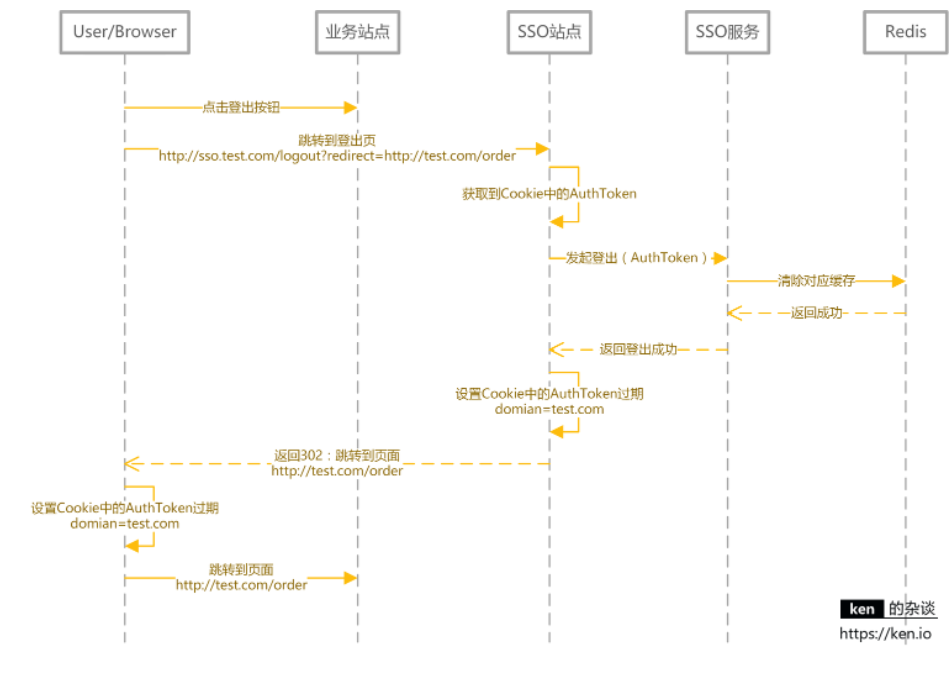 User/Browser
业务站点
SSO站点
SSO服务
Redis
点击登出按钮
跳转到登出页
http://sso.test.com/logout?redirect=http://test.com/order
获取到Cookie中的AuthToken
发起登出（AuthToken）
清除对应缓存
返回成功
返回登出成功
设置Cookie中的AuthToken过期
domian=test.com
返回302：跳转到页面
http://test.com/order
设置Cookie中的AuthToken过期
domian=test.com
跳转到页面
http://test.com/order
ken 的杂谈
https://ken.io